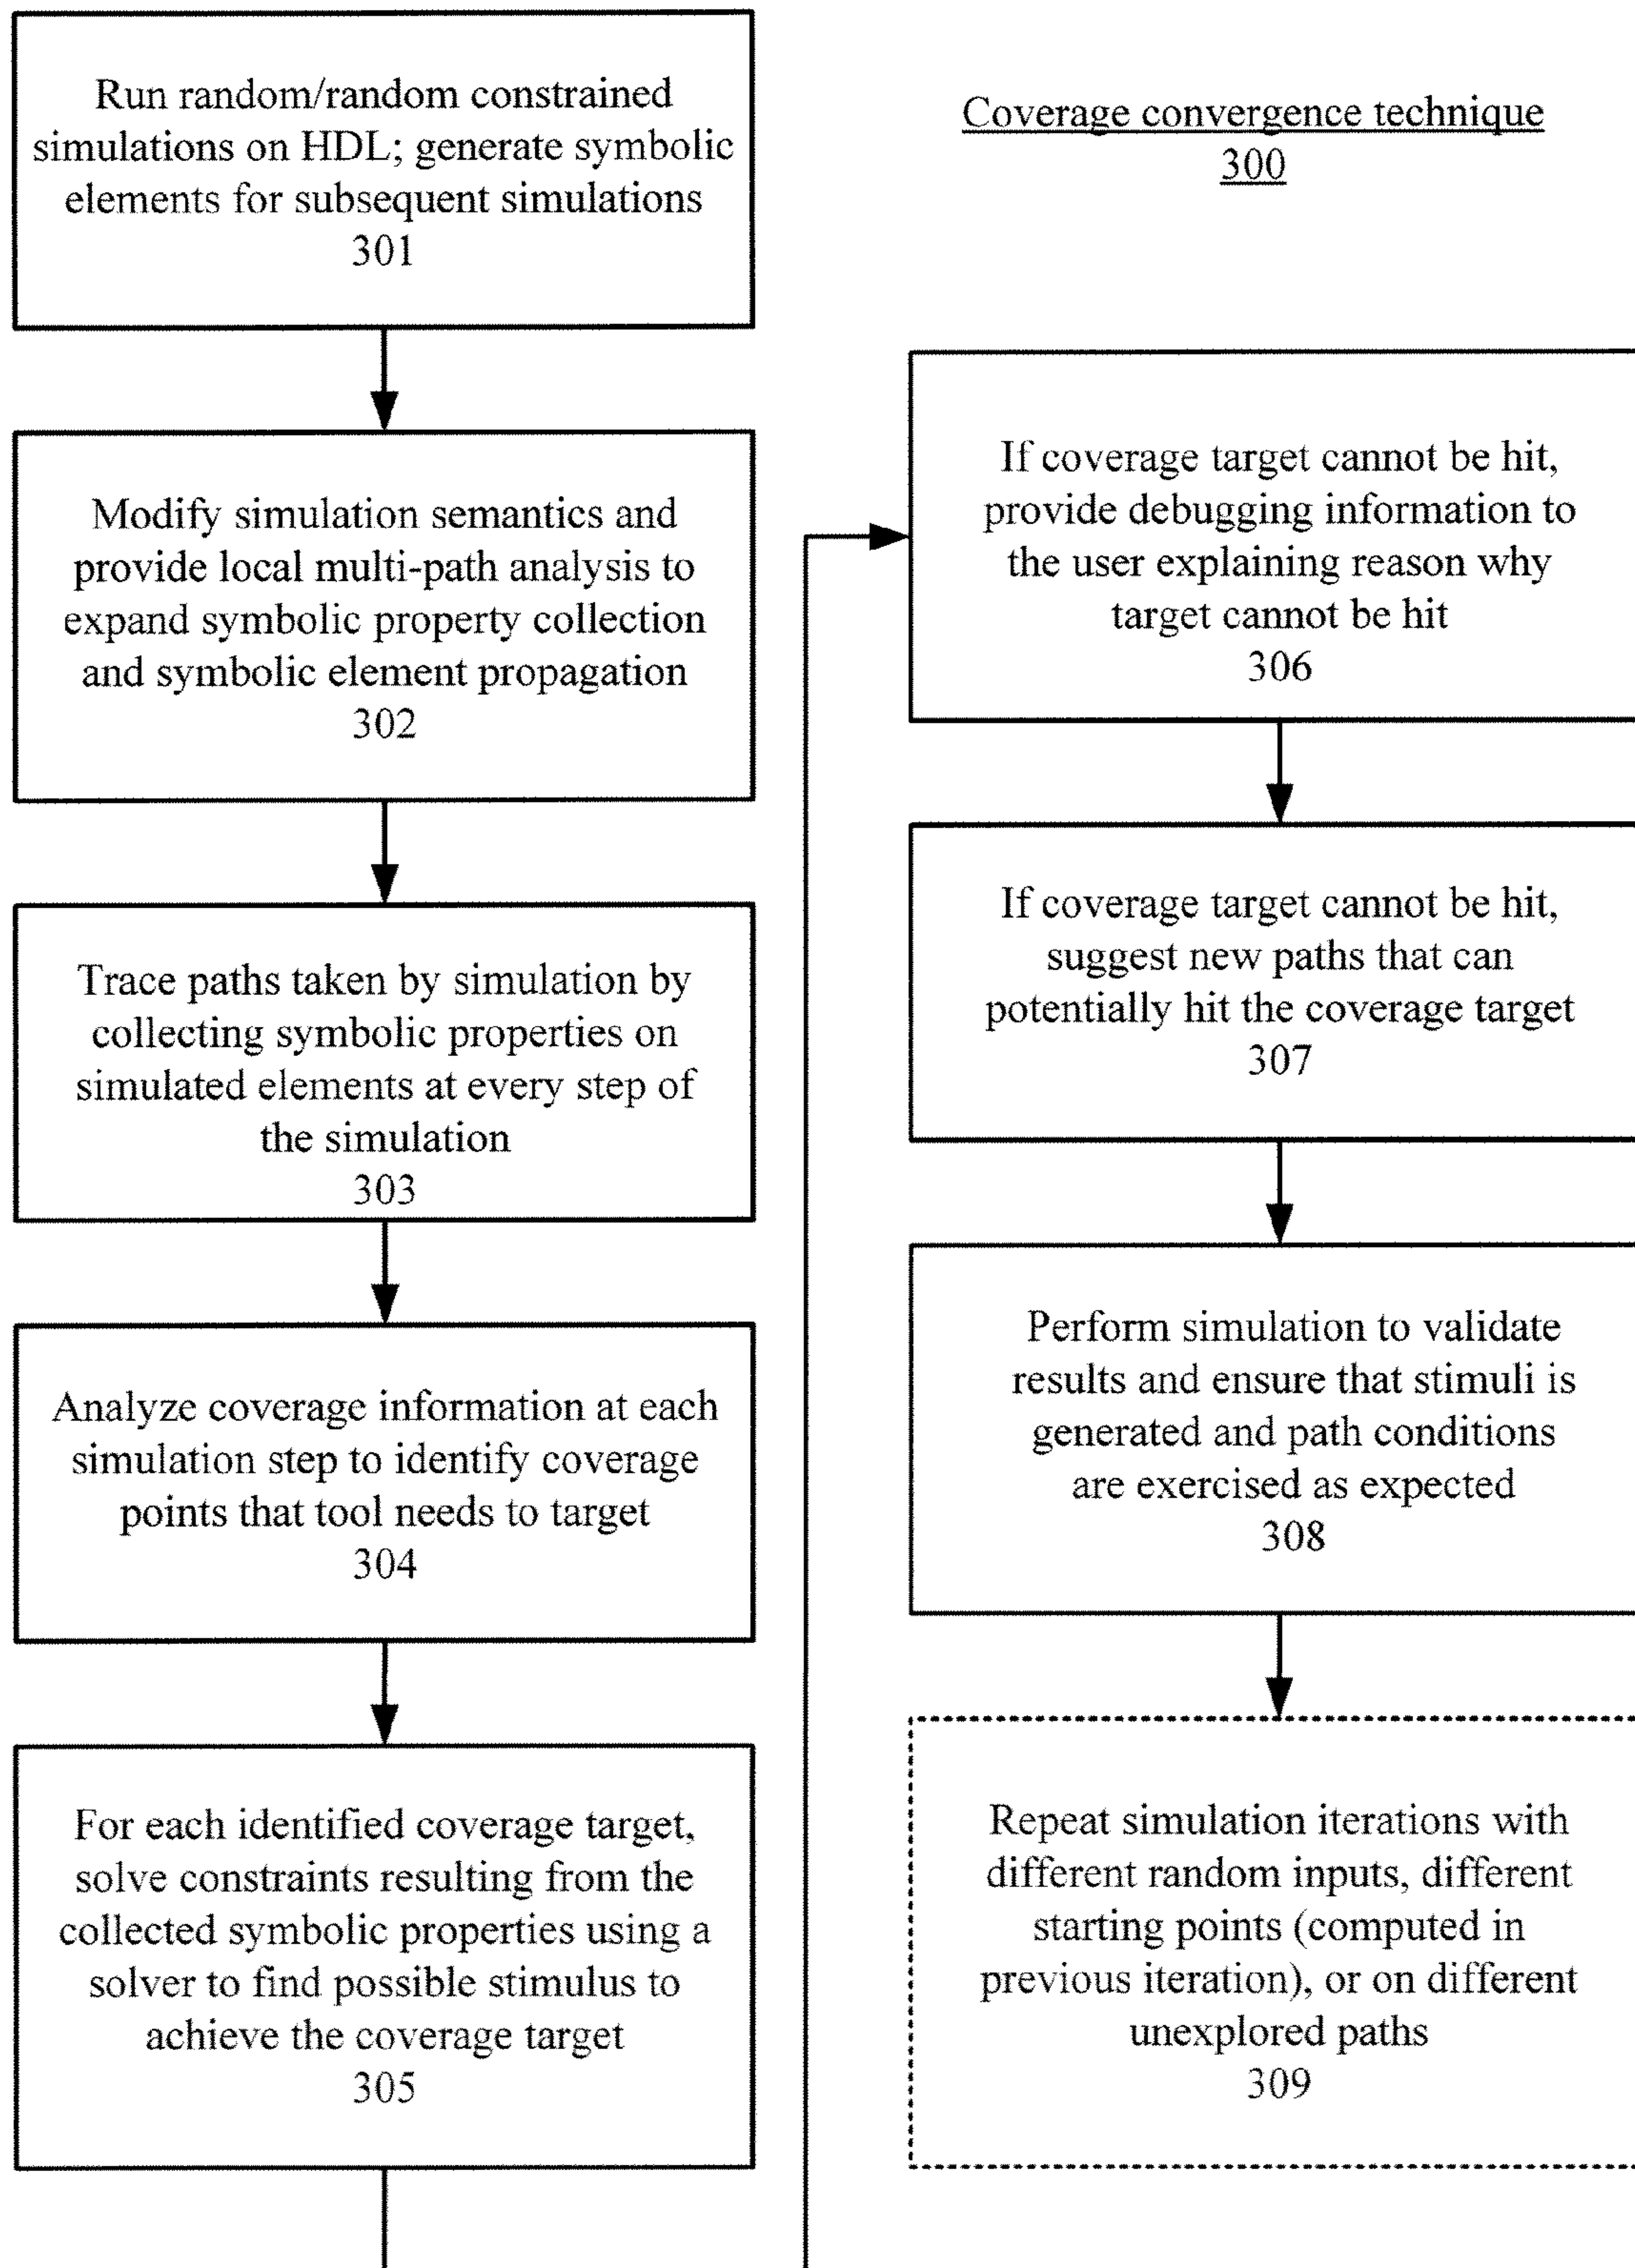 Run random/random constrained
simulations on HDL; generate symbolic
elements for subsequent simulations
301
Modify simulation semantics and
provide local multi-path analysis to
expand symbolic property collection
and symbolic element propagation
302
Trace paths taken by simulation by
collecting symbolic properties on
simulated elements at every step of
the simulation
303
Analyze coverage information at each
simulation step to identify coverage
points that tool needs to target
304
For each identified coverage target,
solve constraints resulting from the
collected symbolic properties using a
solver to find possible stimulus to
achieve the coverage target
305
Coverage convergence technique
300
If coverage target cannot be hit,
provide debugging information to
the user explaining reason why
target cannot be hit
306
If coverage target cannot be hit,
suggest new paths that can
potentially hit the coverage target
307
Perform simulation to validate
results and ensure that stimuli is
generated and path conditions
are exercised as expected
308
Repeat simulation iterations with
different random inputs, different
starting points (computed in
previous iteration), or on different
unexplored paths
309